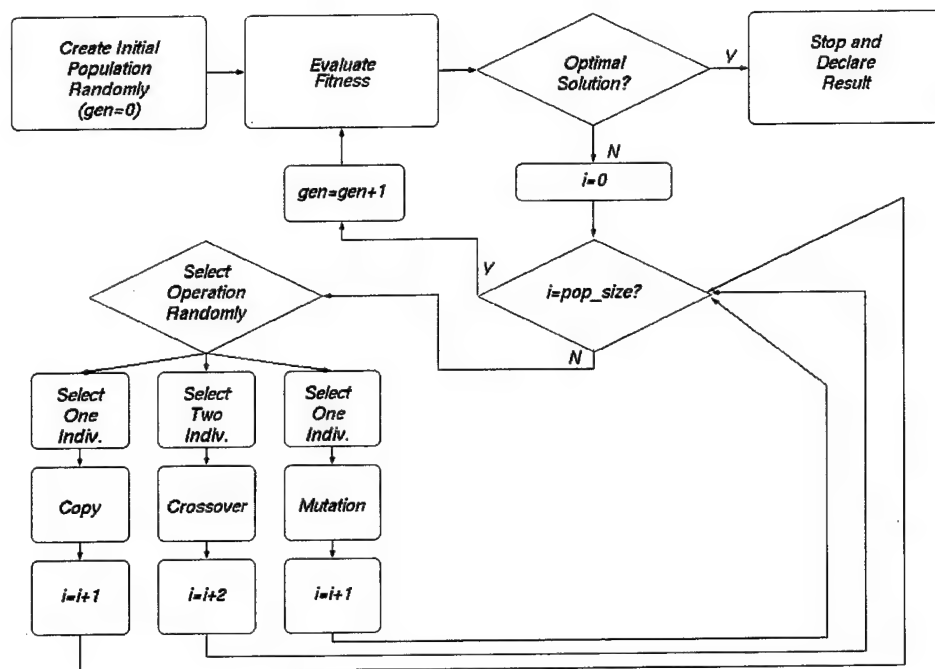 Create Initial
Population
Randomly
(gen=0)
Evaluate
Fitness
Optimal
Solution?
Y
Stop and
Declare
Result
N
gen=gen+1
i=0
Y
i=pop_size?
N
Select
Operation
Randomly
Select
One
Indiv.
Select
Two
Indiv.
Select
One
Indiv.
Copy
Crossover
Mutation
i=i+1
i=i+2
i=i+1